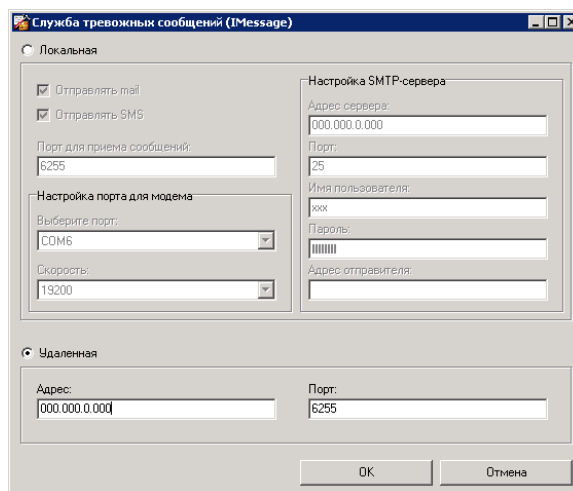 Служба тревожных сообщений (IMessage)
Локальная
Отправлять mail
Отправлять SMS
Порт для приема сообщений:
6255
Настройка порта для модема
Выберите порт:
COM6
Скорость:
19200
Настройка SMTP-сервера
Адрес сервера:
000.000.0.000
Порт:
25
Имя пользователя:
xxx
Пароль:
Адрес отправителя:
Удаленная
Адрес:
000.000.0.000
Порт:
6255
OK
Отмена